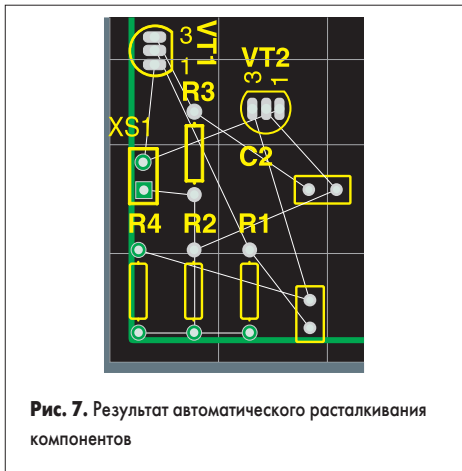 3
VT1
1
VT2
3
1
R3
XS1
C2
R4 R2 R1
Рис. 7. Результат автоматического расталкивания
компонентов